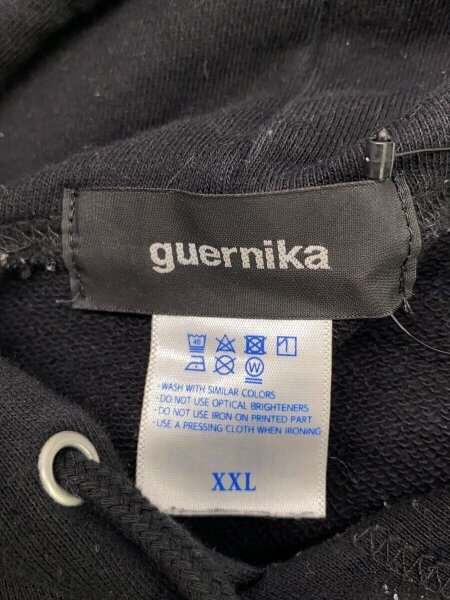 guernika
40
W
·WASH WITH SIMILAR COLORS
·DO NOT USE OPTICAL BRIGHTENERS
·DO NOT USE IRON ON PRINTED PART
·USE A PRESSING CLOTH WHEN IRONING
XXL